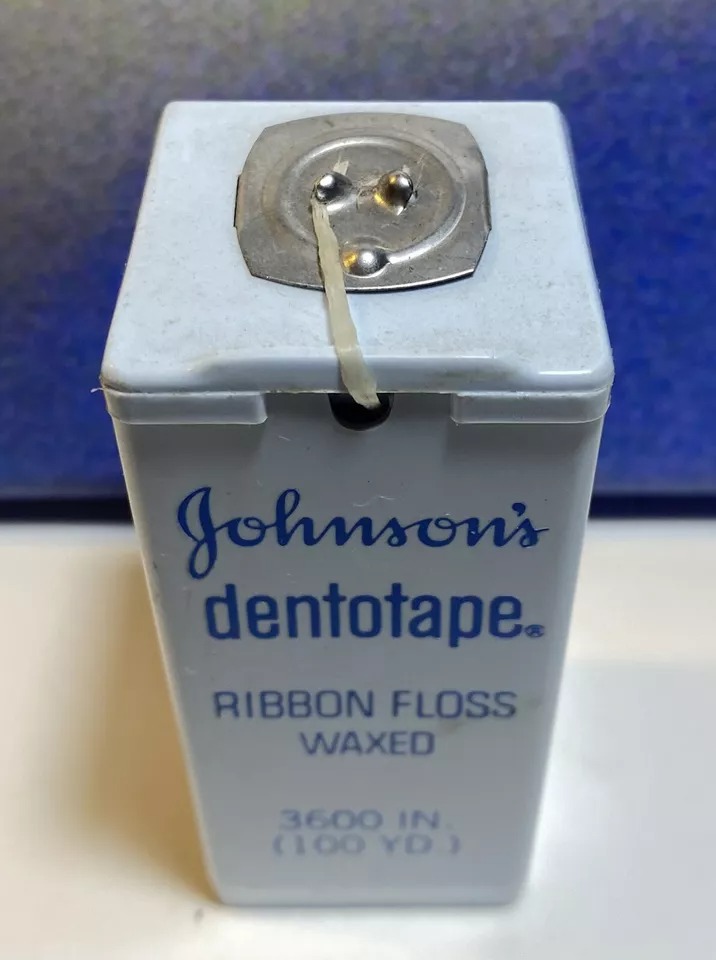 Johnson's
dentotape®
RIBBON FLOSS
WAXED
3600 IN.
(100 YD.)